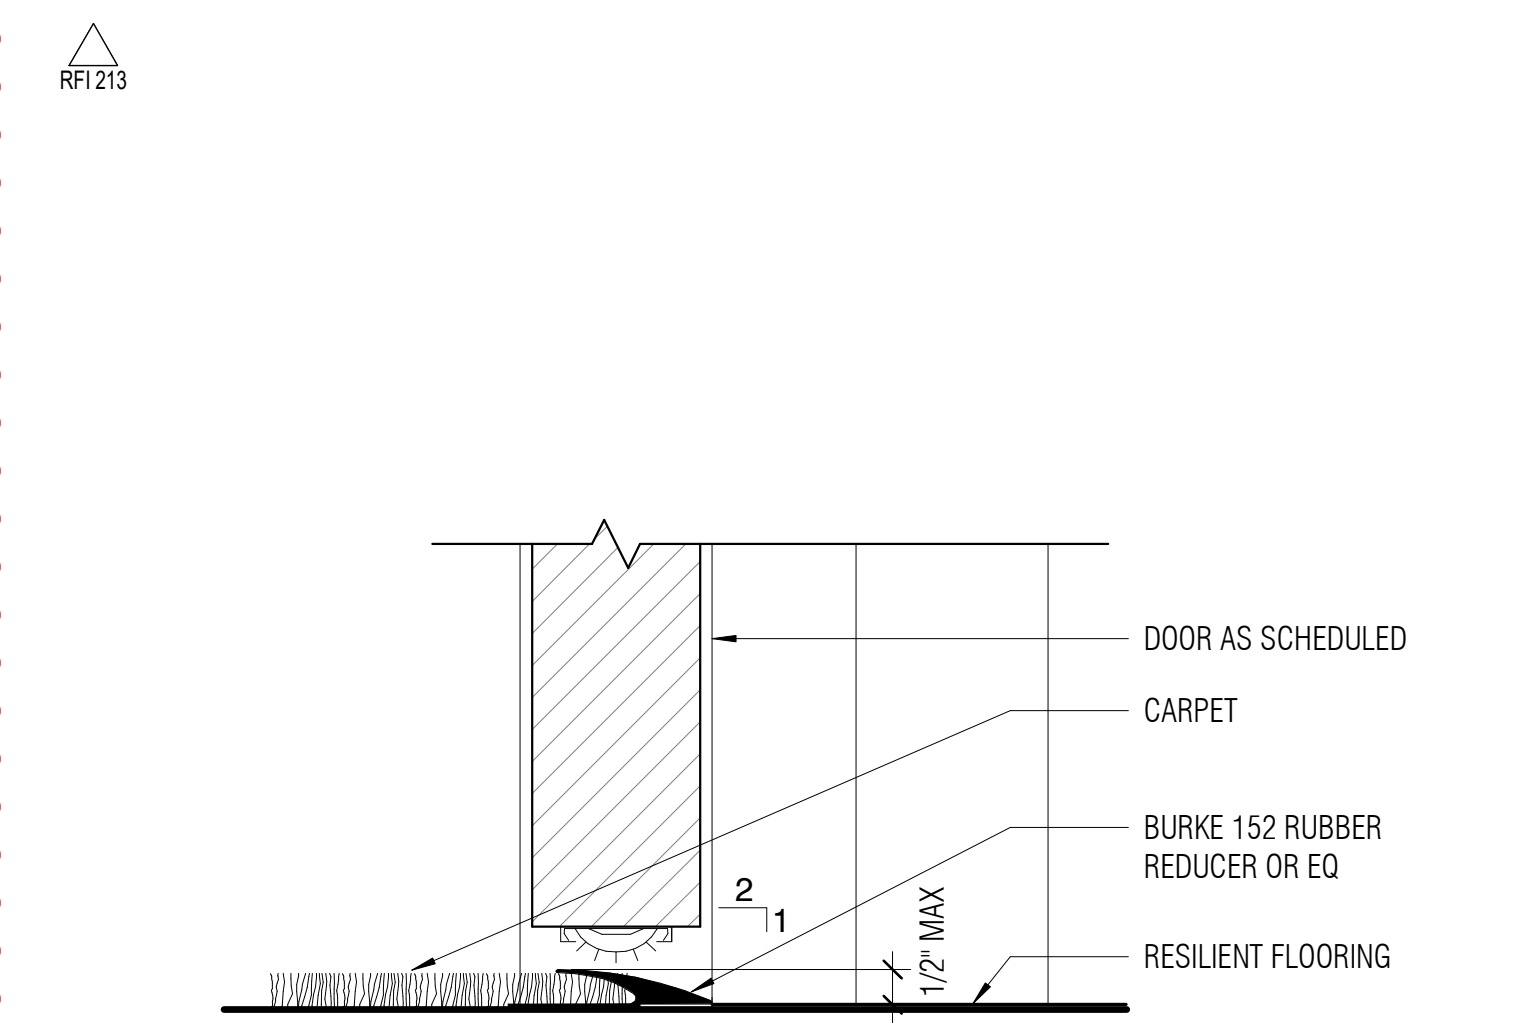 RFI 213
DOOR AS SCHEDULED
CARPET
BURKE 152 RUBBER
REDUCER OR EQ
2
1
1/2" MAX
RESILIENT FLOORING